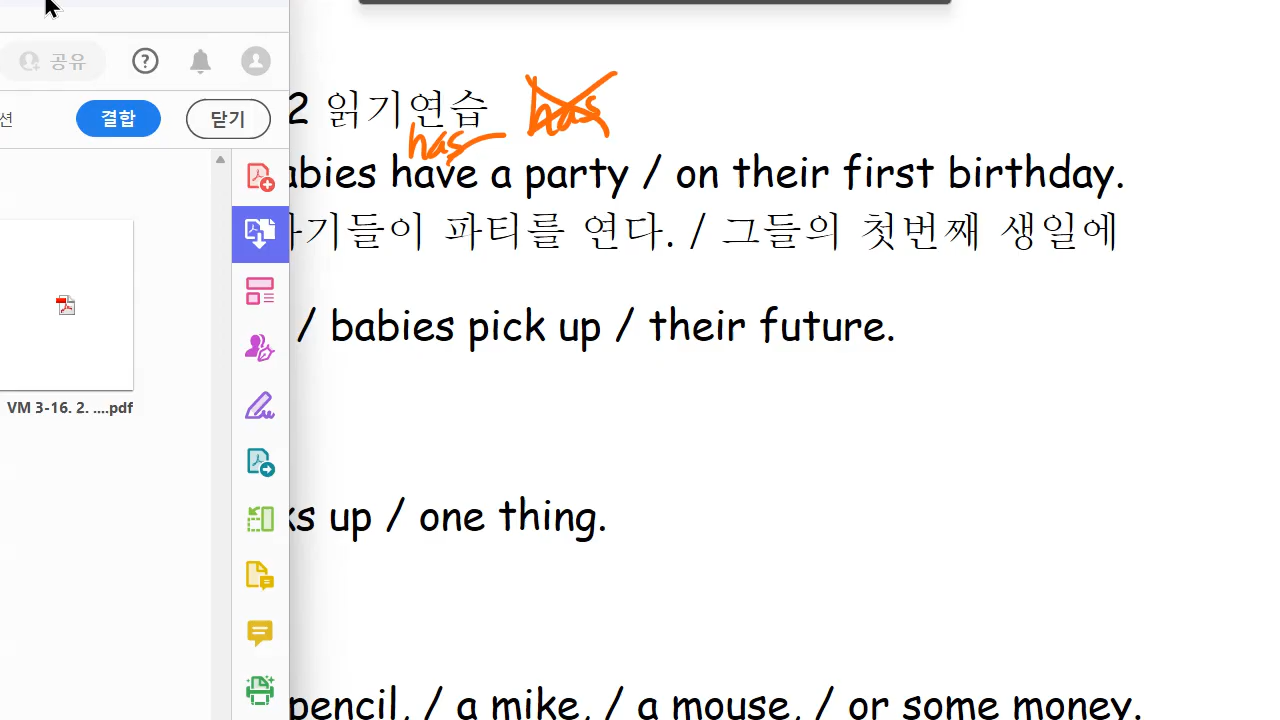 공유
션
결합
닫기
VM 3-16. 2. ....pdf
2 읽기연습 has
has
abies have a party / on their first birthday.
아기들이 파티를 연다. / 그들의 첫번째 생일에
/ babies pick up / their future.
ks up / one thing.
pencil, / a mike, / a mouse, / or some money.